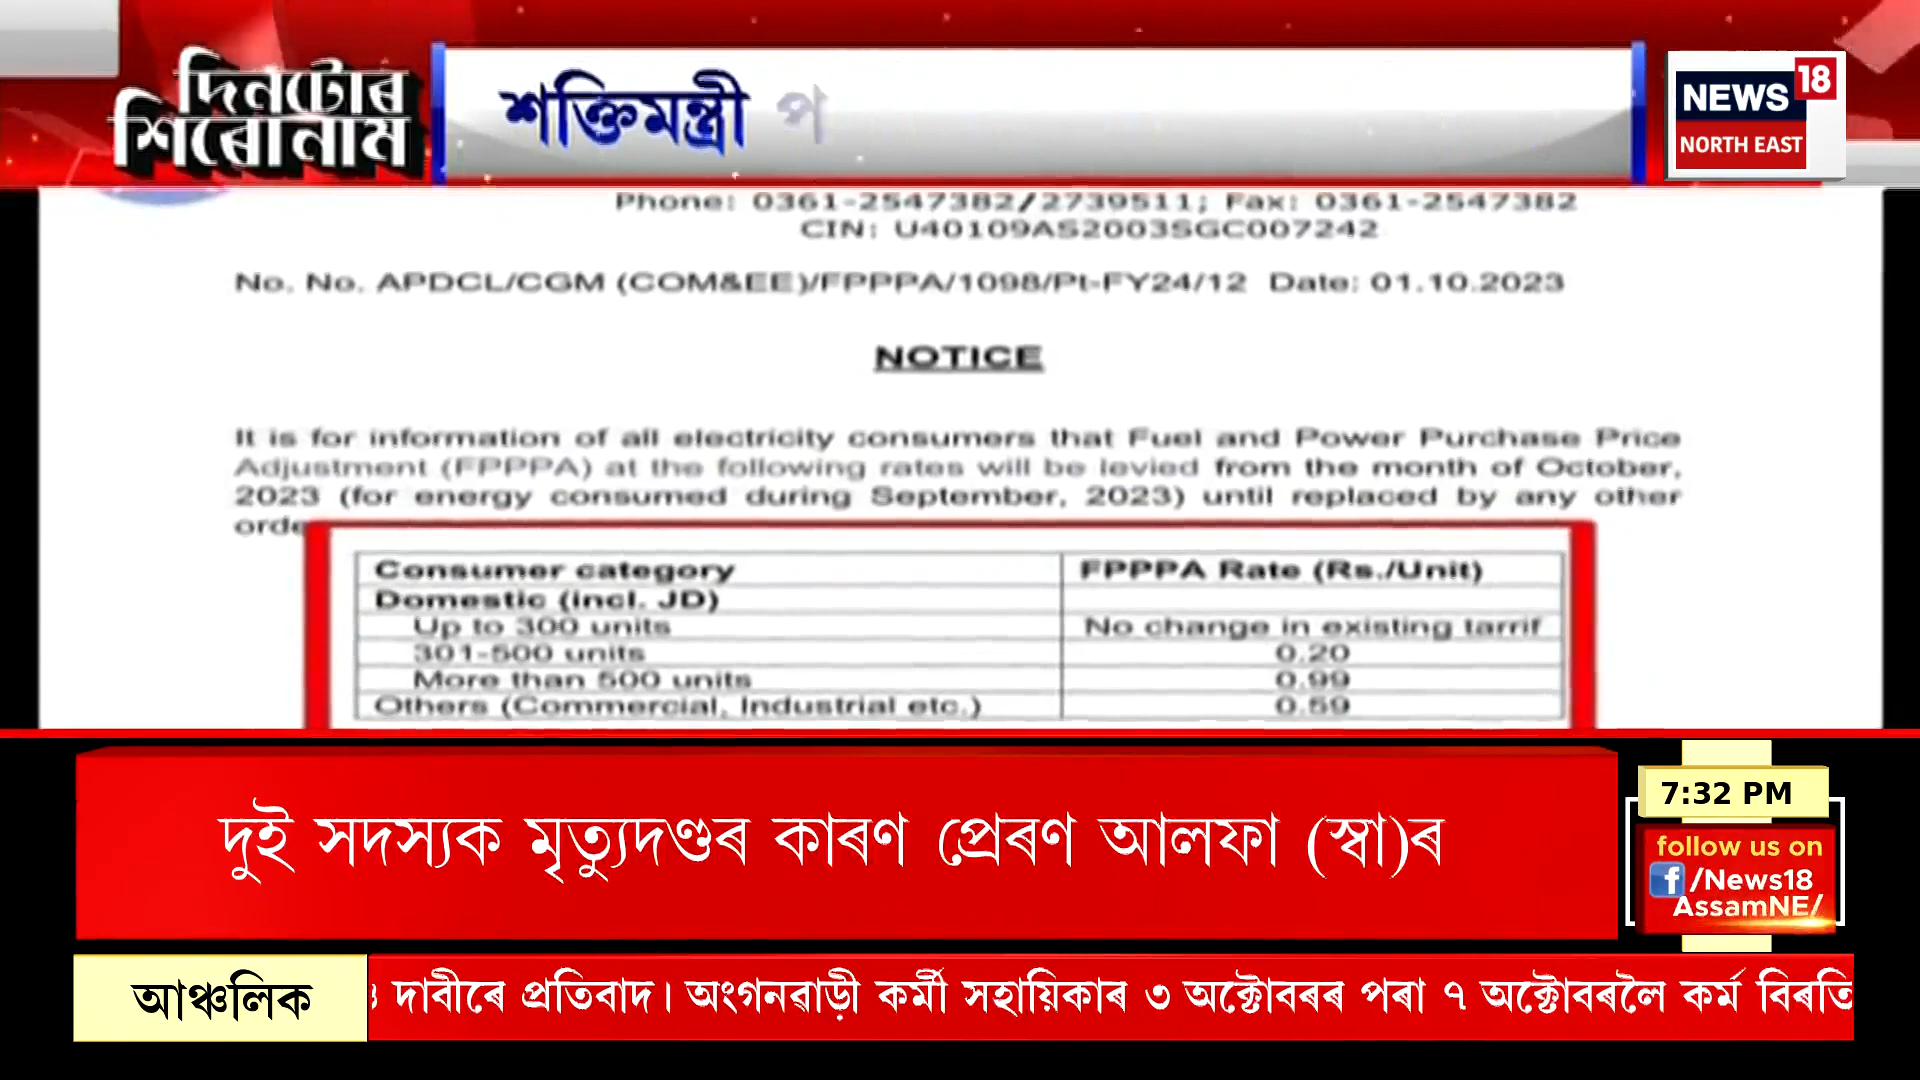 দিনটোৰ
শিৰোনাম
শক্তিমন্ত্ৰী প
NEWS 18
NORTH EAST
Phone: 0361-2547382/2739511; Fax: 0361-2547382
CIN: U40109AS2003SGC007242
No. No. APDCL/CGM (COM&EE)/FPPPA/1098/Pt-FY24/12 Date: 01.10.2023
NOTICE
It is for information of all electricity consumers that Fuel and Power Purchase Price
Adjustment (FPPPA) at the following rates will be levied from the month of October,
2023 (for energy consumed during September, 2023) until replaced by any other
orde
Consumer category FPPPA Rate (Rs./Unit)
Domestic (incl. JD)
Up to 300 units No change in existing tarrif
301-500 units 0.20
More than 500 units 0.99
Others (Commercial, Industrial etc.) 0.59
দুই সদস্যক মৃত্যুদণ্ডৰ কাৰণ প্ৰেৰণ আলফা (স্বা)ৰ
7:32 PM
follow us on
/News18
AssamNE/
আঞ্চলিক
দাবীৰে প্ৰতিবাদ। অংগনৱাড়ী কৰ্মী সহায়িকাৰ ৩ অক্টোবৰৰ পৰা ৭ অক্টোবৰলৈ কৰ্ম বিৰতি